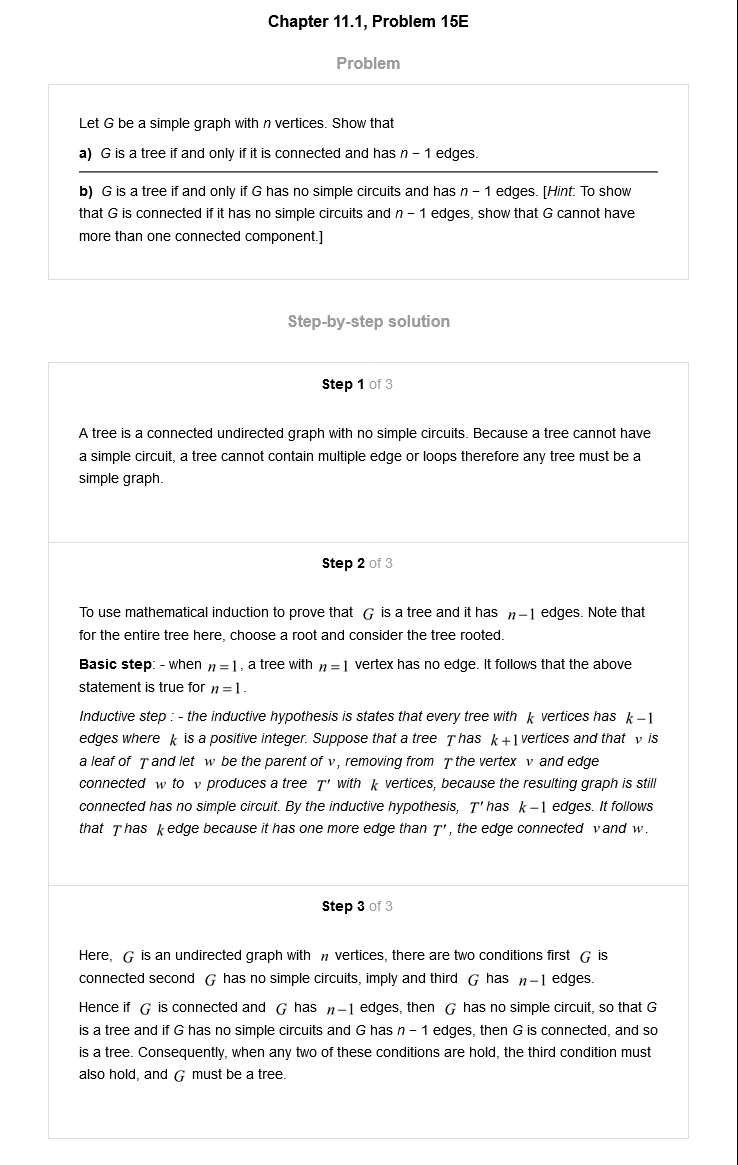 Chapter 11.1, Problem 15E
Problem
Let G be a simple graph with n vertices. Show that
a) G is a tree if and only if it is connected and has n − 1 edges.
b) G is a tree if and only if G has no simple circuits and has n − 1 edges. [Hint: To show
that G is connected if it has no simple circuits and n − 1 edges, show that G cannot have
more than one connected component.]
Step-by-step solution
Step 1 of 3
A tree is a connected undirected graph with no simple circuits. Because a tree cannot have
a simple circuit, a tree cannot contain multiple edge or loops therefore any tree must be a
simple graph.
Step 2 of 3
To use mathematical induction to prove that G is a tree and it has n−1 edges. Note that
for the entire tree here, choose a root and consider the tree rooted.
Basic step: - when n=1, a tree with n=1 vertex has no edge. It follows that the above
statement is true for n=1.
Inductive step : - the inductive hypothesis is states that every tree with k vertices has k−1
edges where k is a positive integer. Suppose that a tree T has k+1 vertices and that v is
a leaf of T and let w be the parent of v, removing from T the vertex v and edge
connected w to v produces a tree T' with k vertices, because the resulting graph is still
connected has no simple circuit. By the inductive hypothesis, T' has k−1 edges. It follows
that T has k edge because it has one more edge than T', the edge connected v and w.
Step 3 of 3
Here, G is an undirected graph with n vertices, there are two conditions first G is
connected second G has no simple circuits, imply and third G has n−1 edges.
Hence if G is connected and G has n−1 edges, then G has no simple circuit, so that G
is a tree and if G has no simple circuits and G has n − 1 edges, then G is connected, and so
is a tree. Consequently, when any two of these conditions are hold, the third condition must
also hold, and G must be a tree.